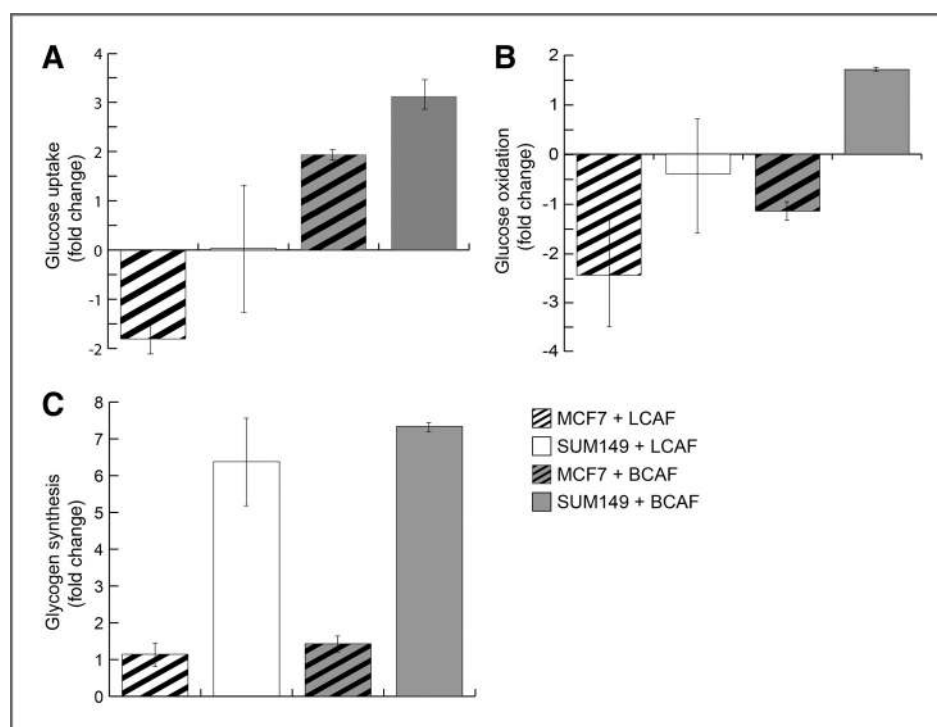 A
Glucose uptake
(fold change)
4
3
2
1
0
-1
-2
B
Glucose oxidation
(fold change)
2
1
0
-1
-2
-3
-4
C
Glycogen synthesis
(fold change)
8
7
6
5
4
3
2
1
0
MCF7 + LCAF
SUM149 + LCAF
MCF7 + BCAF
SUM149 + BCAF